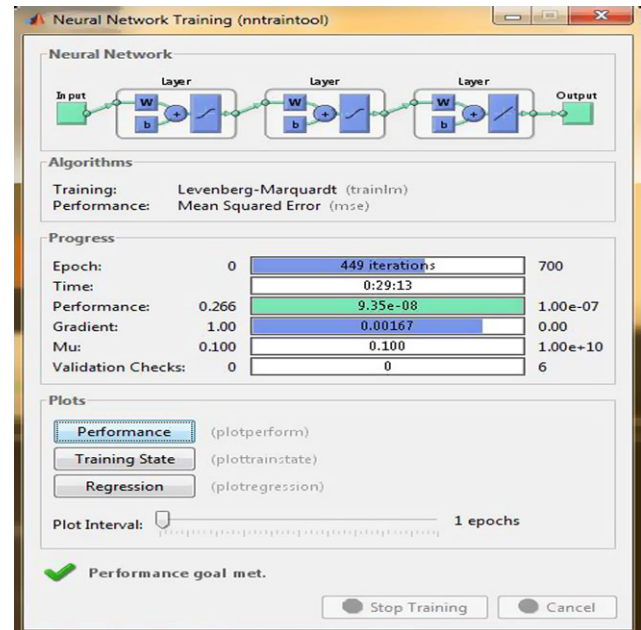 Neural Network Training (nntraintool)
Neural Network
Layer Layer Layer
Input W b + W b + W b + Output
Algorithms
Training: Levenberg-Marquardt (trainlm)
Performance: Mean Squared Error (mse)
Progress
Epoch: 0 449 iterations 700
Time: 0:29:13
Performance: 0.266 9.35e-08 1.00e-07
Gradient: 1.00 0.00167 0.00
Mu: 0.100 0.100 1.00e+10
Validation Checks: 0 0 6
Plots
Performance (plotperform)
Training State (plottrainstate)
Regression (plotregression)
Plot Interval: 1 epochs
Performance goal met.
Stop Training Cancel